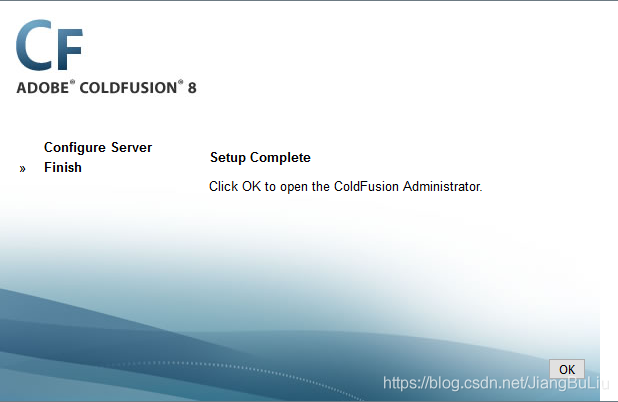 CF
ADOBE® COLDFUSION® 8
Configure Server
» Finish
Setup Complete
Click OK to open the ColdFusion Administrator.
OK
https://blog.csdn.net/JiangBuLiu